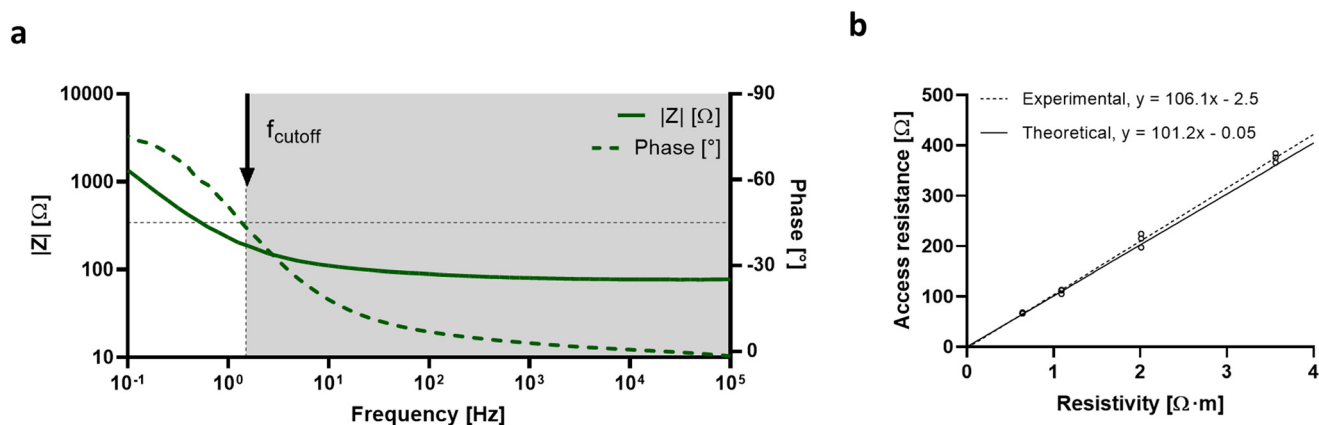 a
10000
1000
100
10
|Z| [Ω]
f_cutoff
|Z| [Ω]
Phase [°]
-90
-60
-30
0
Phase [°]
10⁻¹ 10⁰ 10¹ 10² 10³ 10⁴ 10⁵
Frequency [Hz]
b
500
400
300
200
100
0
Access resistance [Ω]
Experimental, y = 106.1x - 2.5
Theoretical, y = 101.2x - 0.05
0 1 2 3 4
Resistivity [Ω·m]